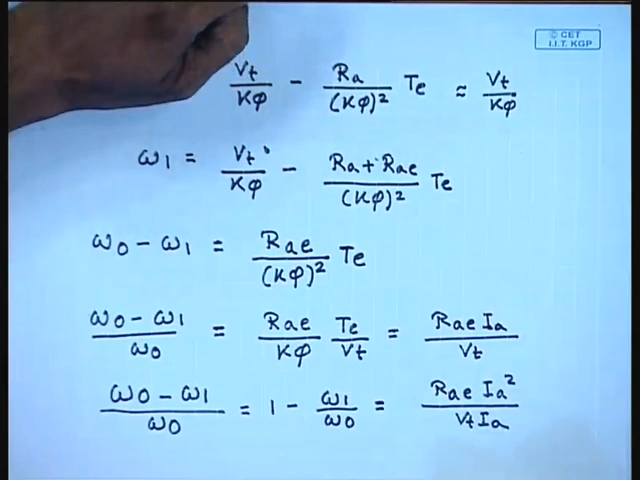 © CET
I.I.T. KGP
Vt/Kφ − Ra/(Kφ)² Te ≈ Vt/Kφ
ω1 = Vt/Kφ − (Ra + Rae)/(Kφ)² Te
ω0 − ω1 = Rae/(Kφ)² Te
(ω0 − ω1)/ω0 = Rae/Kφ Te/Vt = Rae Ia/Vt
(ω0 − ω1)/ω0 = 1 − ω1/ω0 = Rae Ia²/Vt Ia